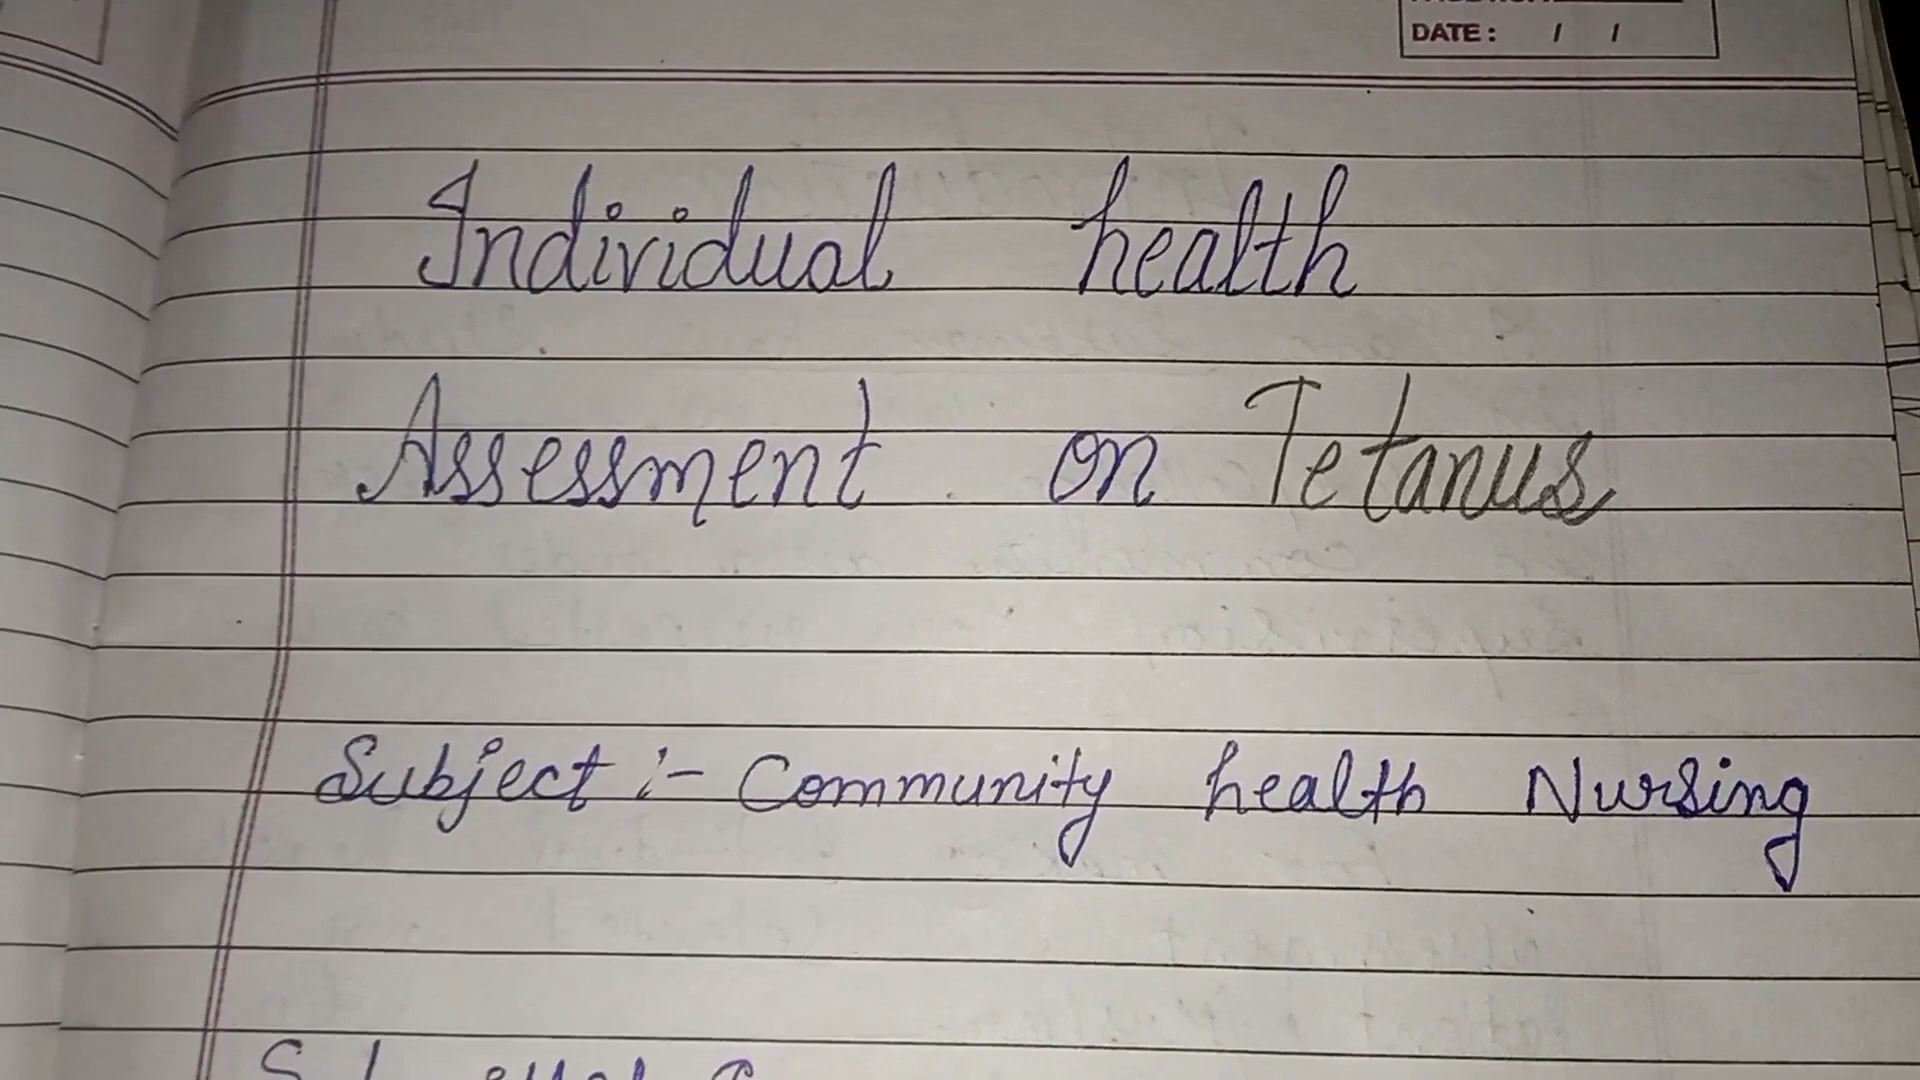 DATE : / /
Individual health
Assessment on Tetanus
Subject :- Community health Nursing